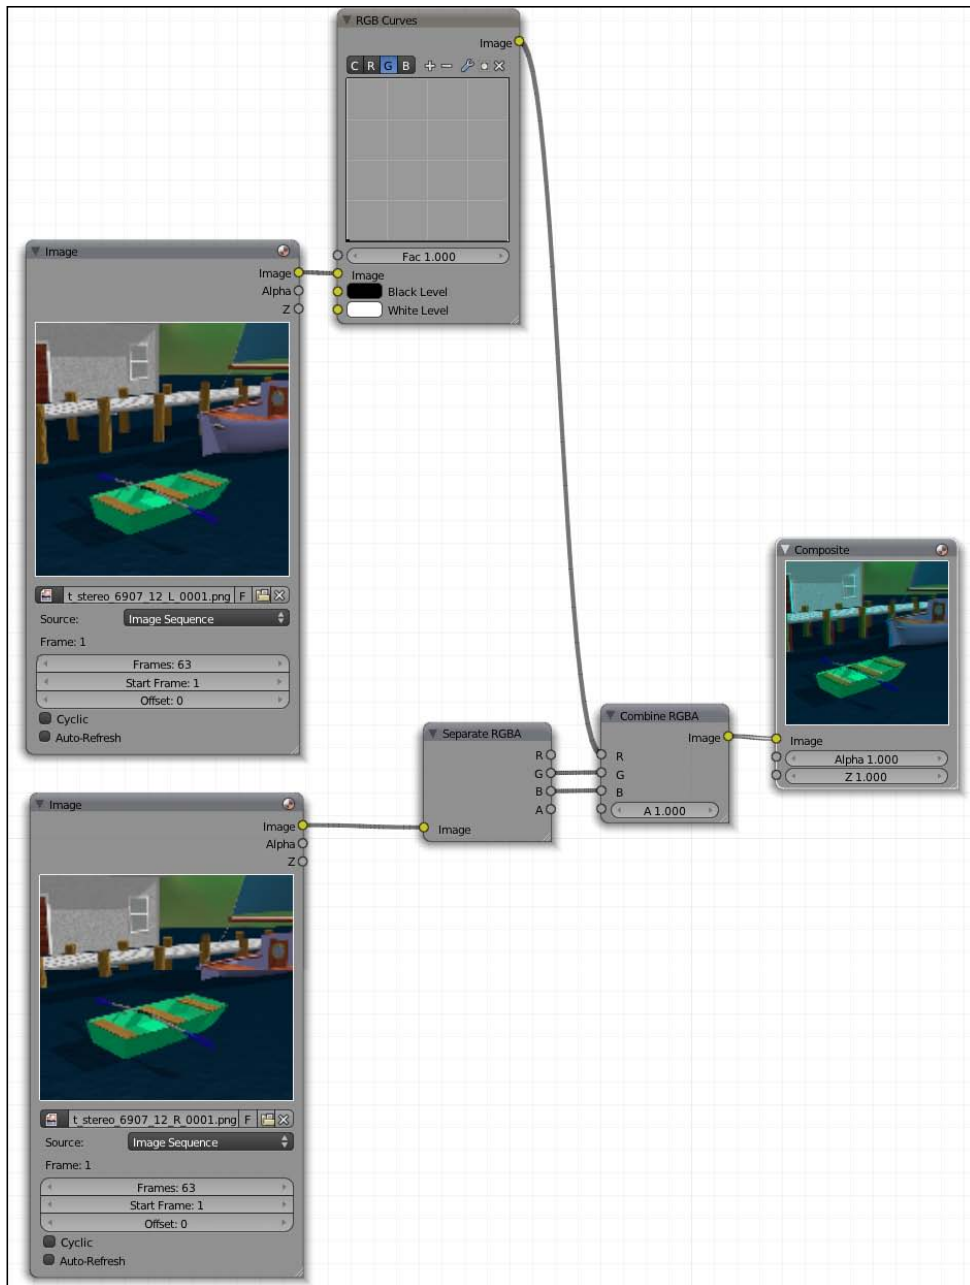 RGB Curves
Image
C R G B
Fac 1.000
Image
Black Level
White Level
Image
Image
Alpha
Z
t_stereo_6907_12_L_0001.png F
Source: Image Sequence
Frame: 1
Frames: 63
Start Frame: 1
Offset: 0
Cyclic
Auto-Refresh
Image
Image
Alpha
Z
t_stereo_6907_12_R_0001.png F
Source: Image Sequence
Frame: 1
Frames: 63
Start Frame: 1
Offset: 0
Cyclic
Auto-Refresh
Separate RGBA
R
G
B
A
Image
Combine RGBA
Image
R
G
B
A 1.000
Composite
Image
Alpha 1.000
Z 1.000